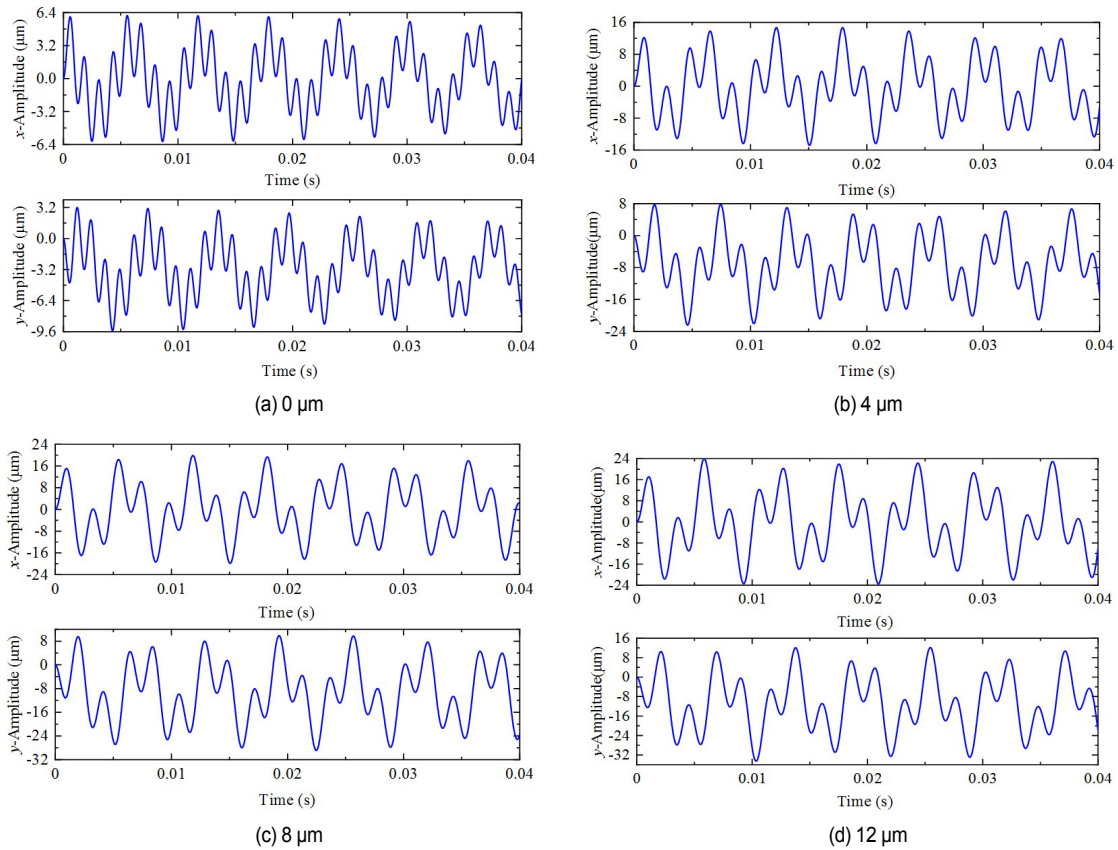 x-Amplitude (µm)
6.4
3.2
0.0
-3.2
-6.4
0 0.01 0.02 0.03 0.04
Time (s)
y-Amplitude (µm)
3.2
0.0
-3.2
-6.4
-9.6
0 0.01 0.02 0.03 0.04
Time (s)
(a) 0 µm
x-Amplitude (µm)
16
8
0
-8
-16
0 0.01 0.02 0.03 0.04
Time (s)
y-Amplitude(µm)
8
0
-8
-16
-24
0 0.01 0.02 0.03 0.04
Time (s)
(b) 4 µm
x-Amplitude (µm)
24
16
8
0
-8
-16
-24
0 0.01 0.02 0.03 0.04
Time (s)
y-Amplitude (µm)
8
0
-8
-16
-24
-32
0 0.01 0.02 0.03 0.04
Time (s)
(c) 8 µm
x-Amplitude(µm)
24
16
8
0
-8
-16
-24
0 0.01 0.02 0.03 0.04
Time (s)
y-Amplitude(µm)
16
8
0
-8
-16
-24
-32
0 0.01 0.02 0.03 0.04
Time (s)
(d) 12 µm